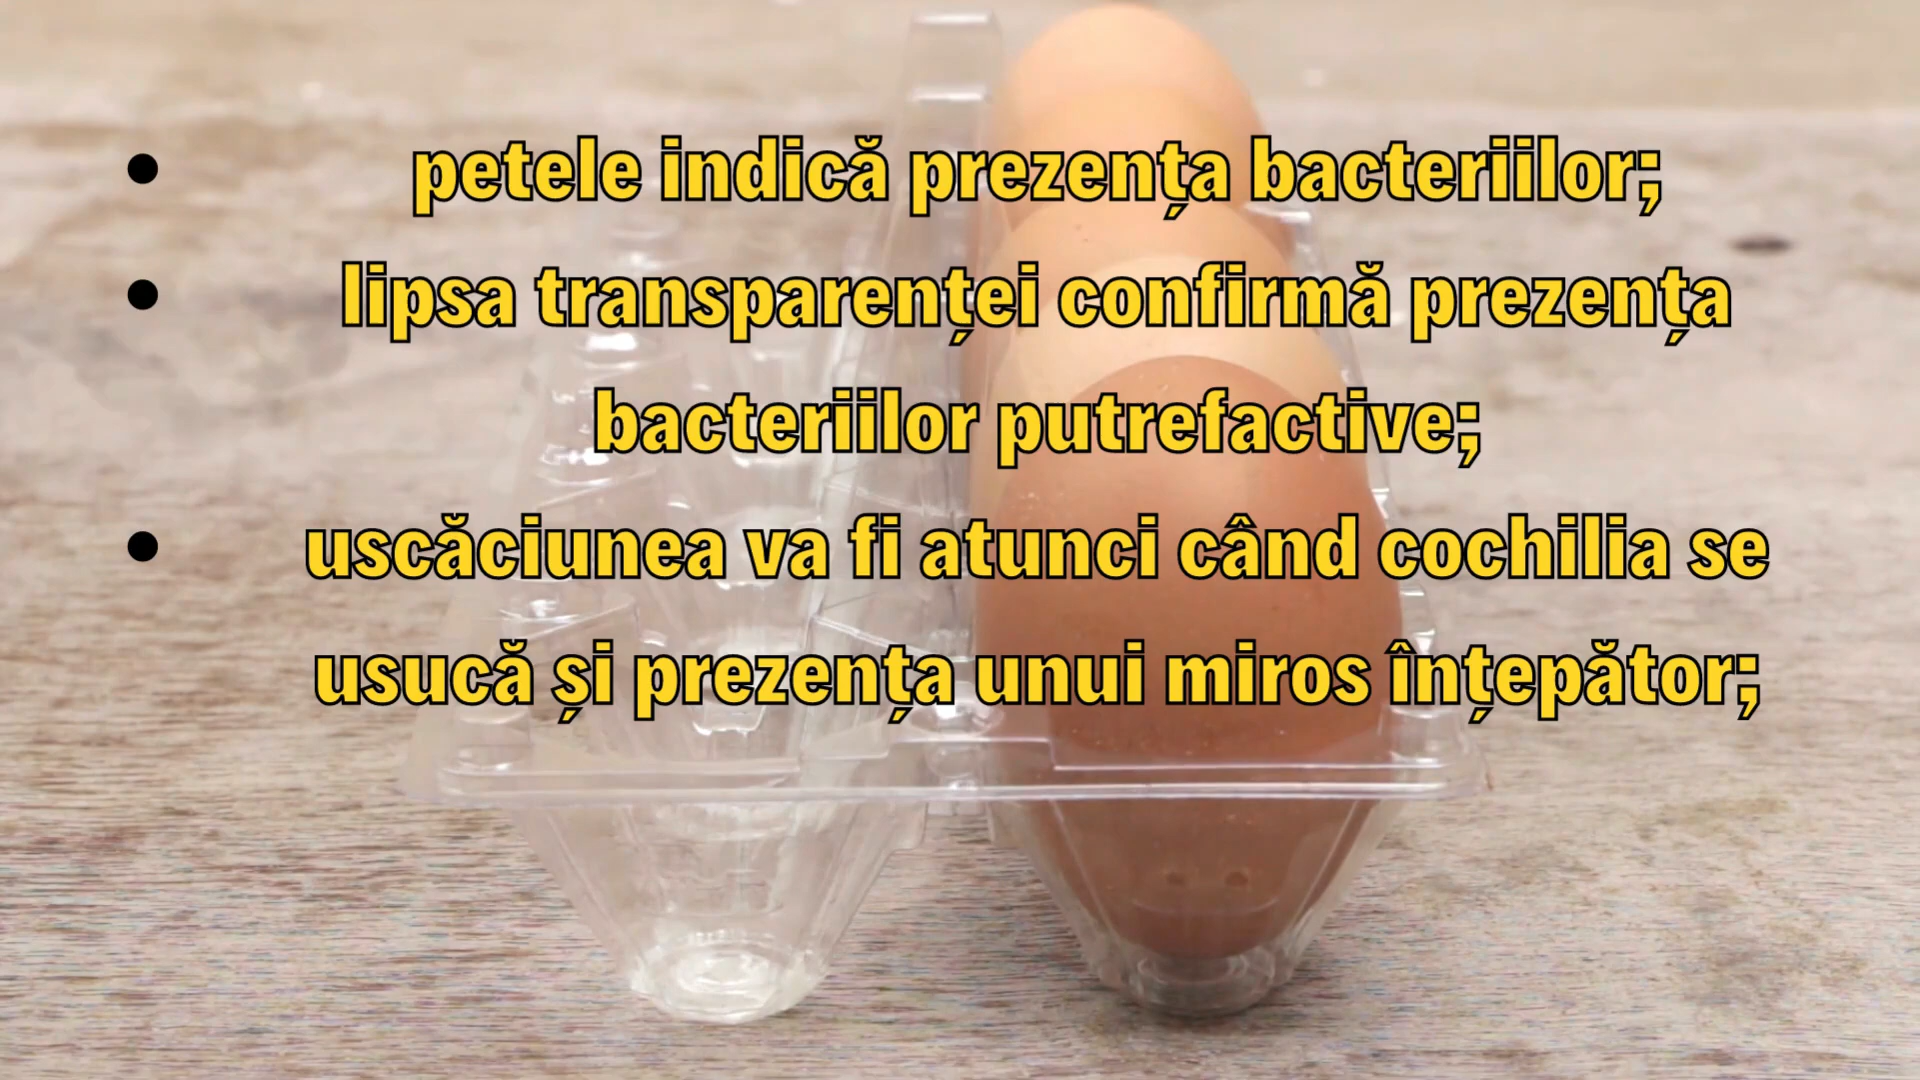 • petele indică prezența bacteriilor;
• lipsa transparenței confirmă prezența
bacteriilor putrefactive;
• uscăciunea va fi atunci când cochilia se
usucă și prezența unui miros înțepător;